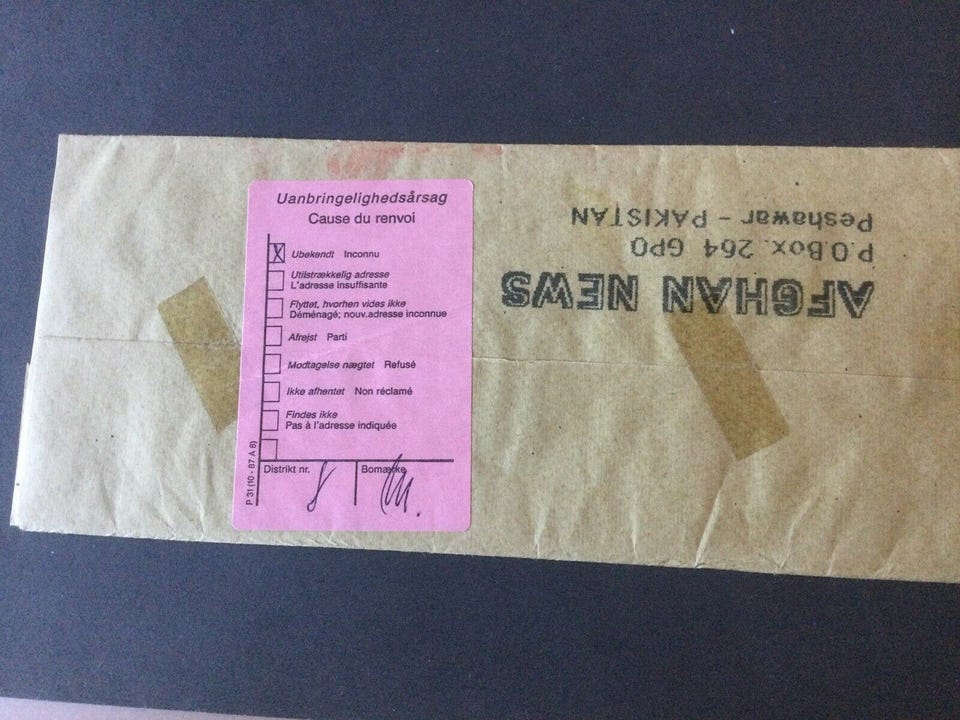 Uanbringelighedsårsag
Cause du renvoi
X Ubekendt Inconnu
Utilstrækkelig adresse
L'adresse insuffisante
Flyttet, hvorhen vides ikke
Déménagé; nouv.adresse inconnue
Afrejst Parti
Modtagelse nægtet Refusé
Ikke afhentet Non réclamé
Findes ikke
Pas à l'adresse indiquée
Distrikt nr. 8 Bomærke
P 31 (10 - 87 A 8)
AFGHAN NEWS
P.O Box. 264 GPO
Peshawar - PAKISTAN